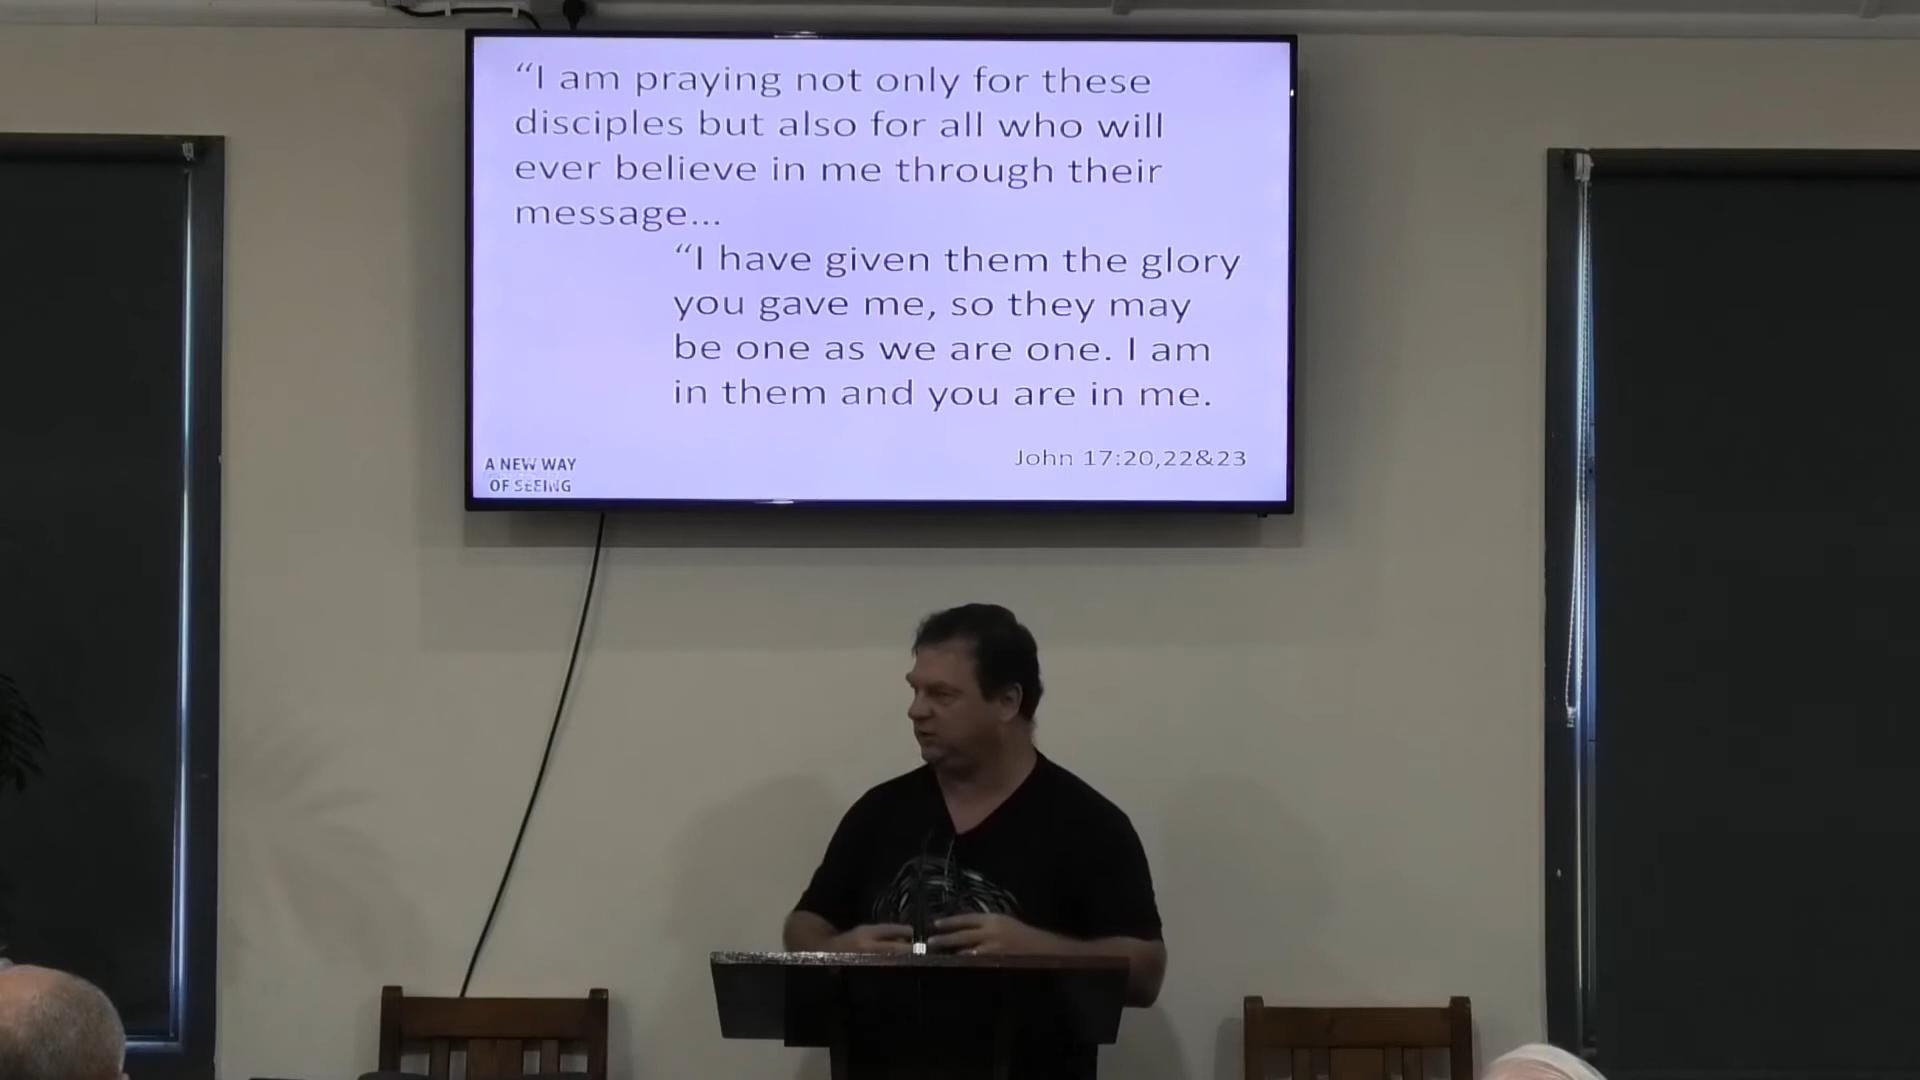 “I am praying not only for these
disciples but also for all who will
ever believe in me through their
message...
“I have given them the glory
you gave me, so they may
be one as we are one. I am
in them and you are in me.
John 17:20,22&23
A NEW WAY
OF SEEING